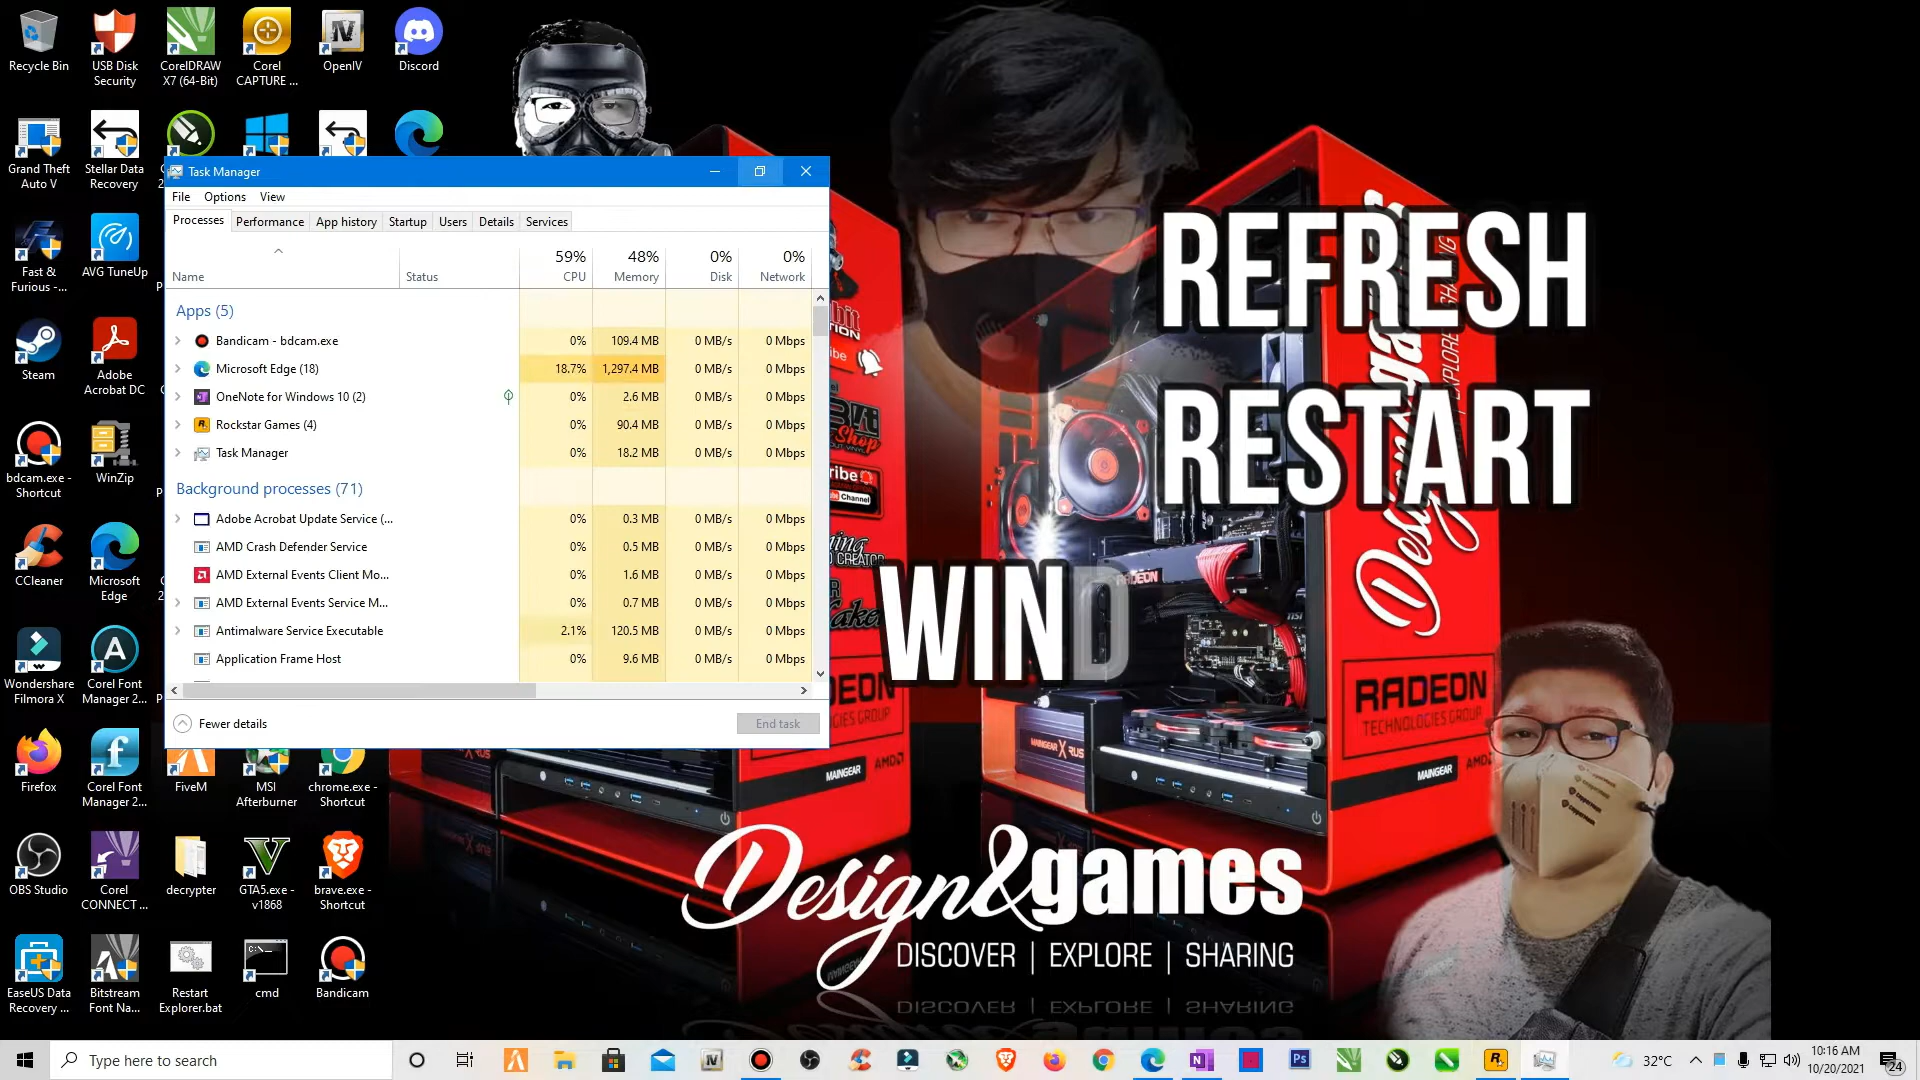 Recycle Bin
USB Disk
Security
CorelDRAW
X7 (64-Bit)
Corel
CAPTURE ...
OpenIV
Discord
Grand Theft
Auto V
Stellar Data
Recovery
Fast &
Furious -...
AVG TuneUp
Steam
Adobe
Acrobat DC
bdcam.exe -
Shortcut
WinZip
CCleaner
Microsoft
Edge
Wondershare
Filmora X
Corel Font
Manager 2...
Firefox
Corel Font
Manager 2...
FiveM
MSI
Afterburner
chrome.exe -
Shortcut
OBS Studio
Corel
CONNECT ...
decrypter
GTA5.exe -
v1868
brave.exe -
Shortcut
EaseUS Data
Recovery ...
Bitstream
Font Na...
Restart
Explorer.bat
cmd
Bandicam
Task Manager
File Options View
Processes Performance App history Startup Users Details Services
59% 48% 0% 0%
Name Status CPU Memory Disk Network
Apps (5)
Bandicam - bdcam.exe 0% 109.4 MB 0 MB/s 0 Mbps
Microsoft Edge (18) 18.7% 1,297.4 MB 0 MB/s 0 Mbps
OneNote for Windows 10 (2) 0% 2.6 MB 0 MB/s 0 Mbps
Rockstar Games (4) 0% 90.4 MB 0 MB/s 0 Mbps
Task Manager 0% 18.2 MB 0 MB/s 0 Mbps
Background processes (71)
Adobe Acrobat Update Service (... 0% 0.3 MB 0 MB/s 0 Mbps
AMD Crash Defender Service 0% 0.5 MB 0 MB/s 0 Mbps
AMD External Events Client Mo... 0% 1.6 MB 0 MB/s 0 Mbps
AMD External Events Service M... 0% 0.7 MB 0 MB/s 0 Mbps
Antimalware Service Executable 2.1% 120.5 MB 0 MB/s 0 Mbps
Application Frame Host 0% 9.6 MB 0 MB/s 0 Mbps
Fewer details End task
REFRESH
RESTART
WIND
RADEON
RADEON
TECHNOLOGIES GROUP
MAINGEAR AMD
MAINGEAR AMD
Design&games
DISCOVER | EXPLORE | SHARING
Type here to search
32°C
10:16 AM
10/20/2021
24